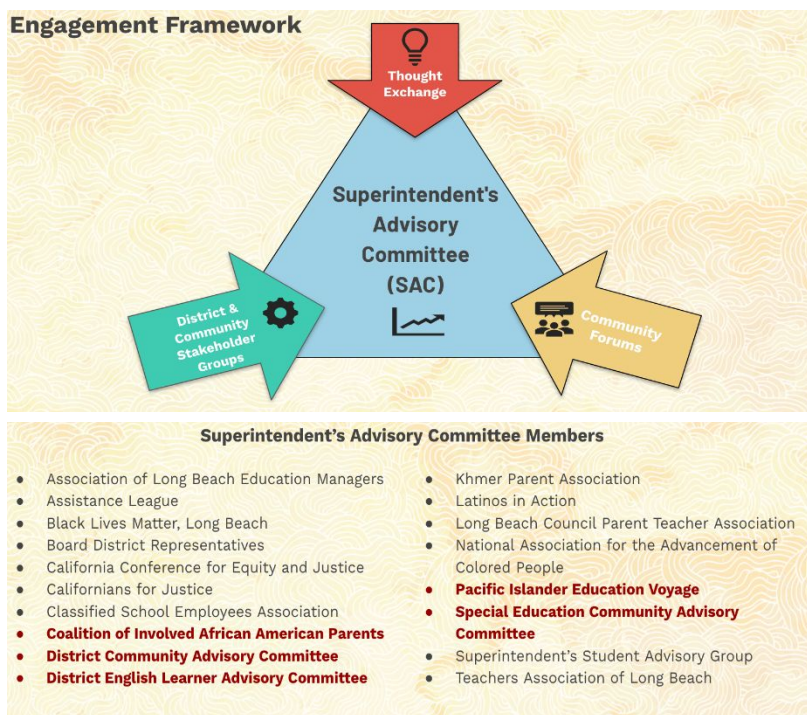 Engagement Framework
Thought
Exchange
Superintendent's
Advisory
Committee
(SAC)
District &
Community
Stakeholder
Groups
Community
Forums
Superintendent’s Advisory Committee Members
● Association of Long Beach Education Managers
● Assistance League
● Black Lives Matter, Long Beach
● Board District Representatives
● California Conference for Equity and Justice
● Californians for Justice
● Classified School Employees Association
● Coalition of Involved African American Parents
● District Community Advisory Committee
● District English Learner Advisory Committee
● Khmer Parent Association
● Latinos in Action
● Long Beach Council Parent Teacher Association
● National Association for the Advancement of
Colored People
● Pacific Islander Education Voyage
● Special Education Community Advisory
Committee
● Superintendent’s Student Advisory Group
● Teachers Association of Long Beach